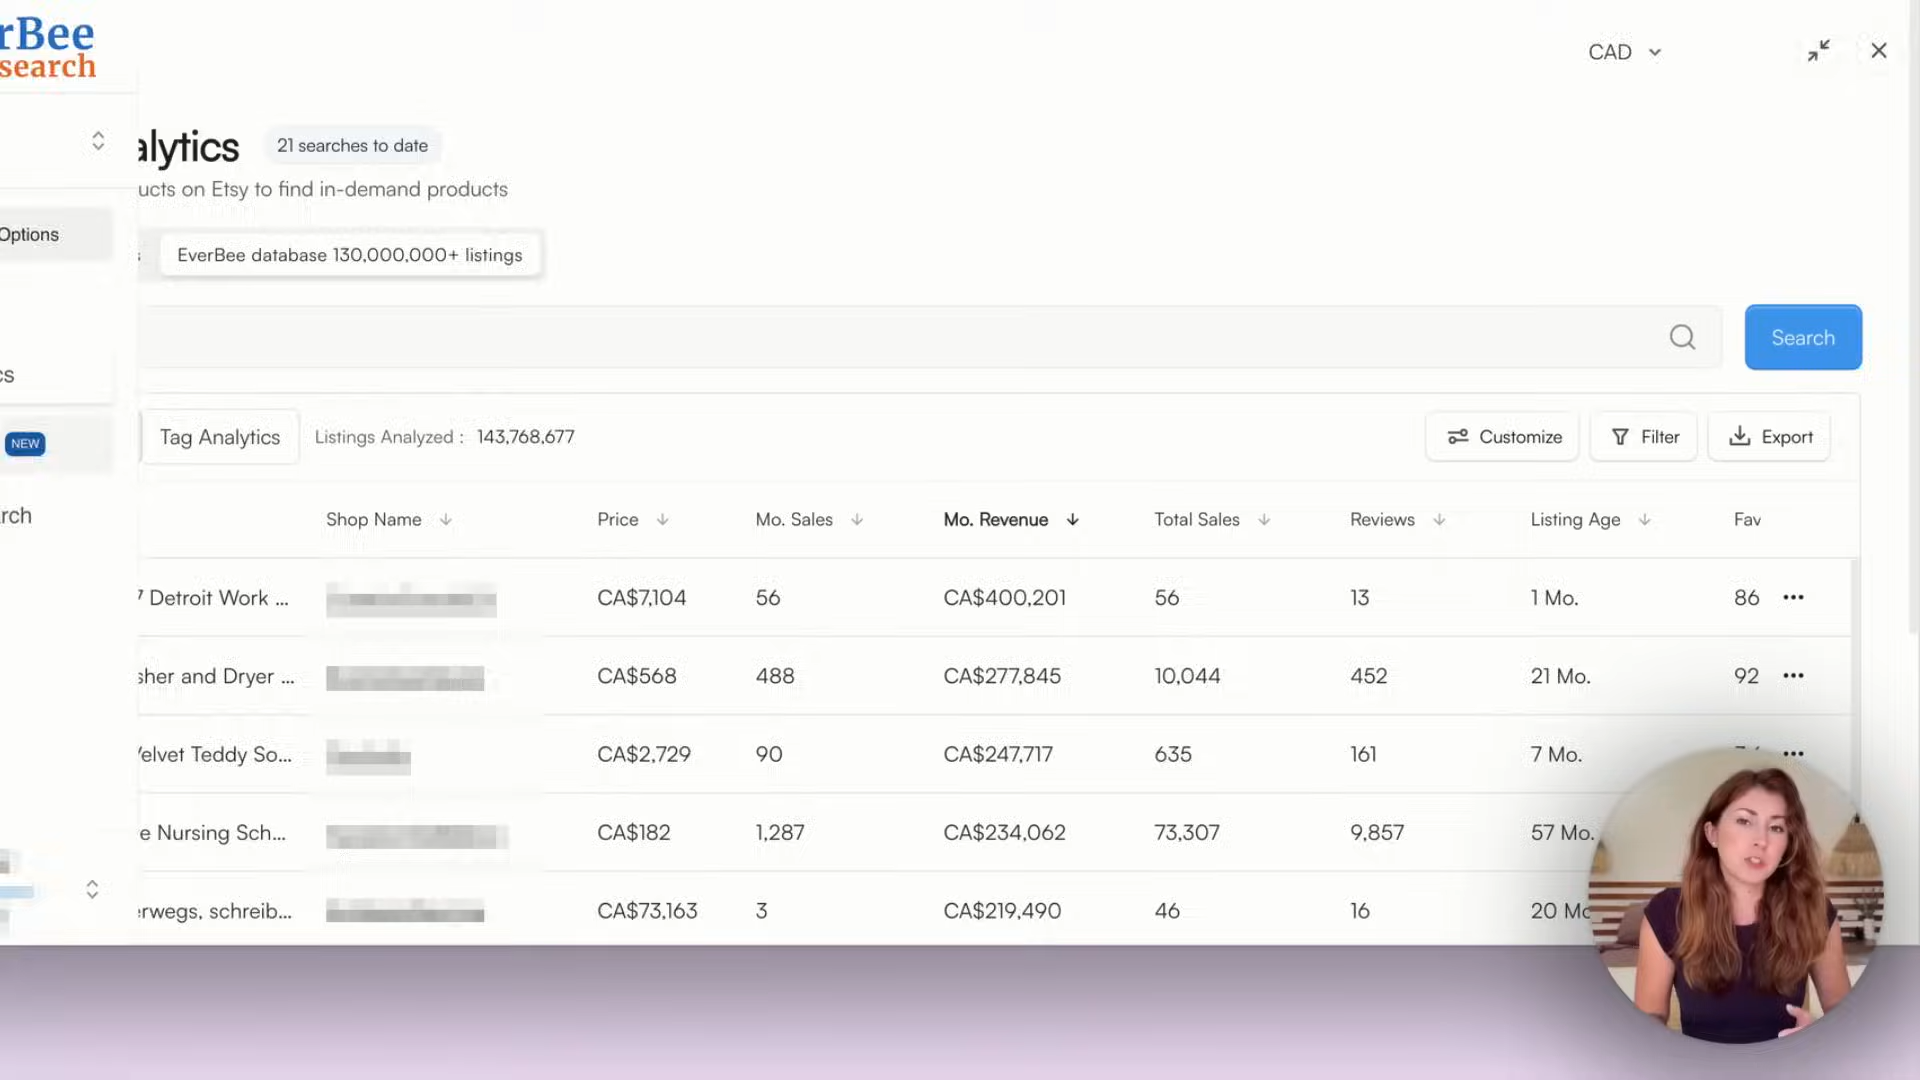 rBee
search
CAD
alytics
21 searches to date
ucts on Etsy to find in-demand products
Options
EverBee database 130,000,000+ listings
Search
cs
Tag Analytics
Listings Analyzed : 143,768,677
Customize
Filter
Export
NEW
rch
Shop Name
Price
Mo. Sales
Mo. Revenue
Total Sales
Reviews
Listing Age
Fav
7 Detroit Work ... CA$7,104 56 CA$400,201 56 13 1 Mo. 86
sher and Dryer ... CA$568 488 CA$277,845 10,044 452 21 Mo. 92
Velvet Teddy So... CA$2,729 90 CA$247,717 635 161 7 Mo.
e Nursing Sch... CA$182 1,287 CA$234,062 73,307 9,857 57 Mo.
erwegs, schreib... CA$73,163 3 CA$219,490 46 16 20 Mo